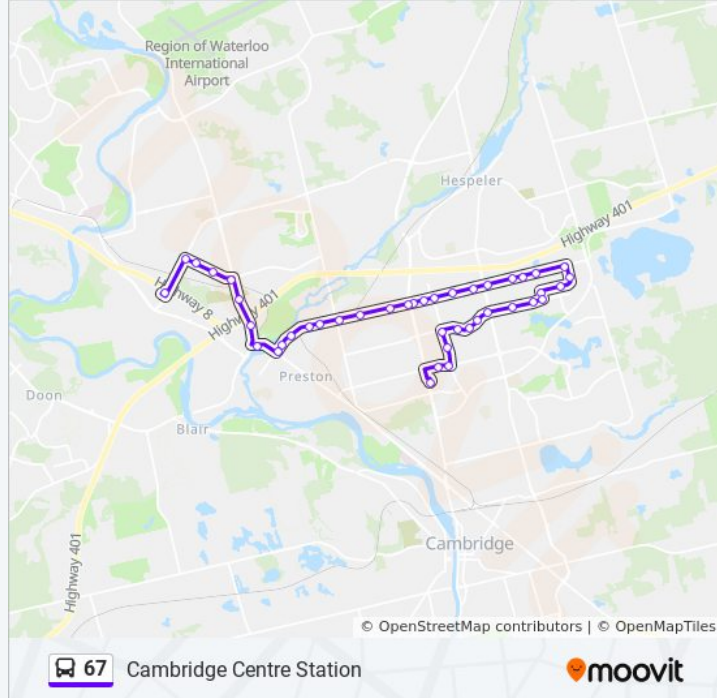 Region of Waterloo
International
Airport
Hespeler
Highway 401
Highway 8
Highway 401
Preston
Doon
Blair
Highway 401
Cambridge
© OpenStreetMap contributors | © OpenMapTiles
67 Cambridge Centre Station
moovit